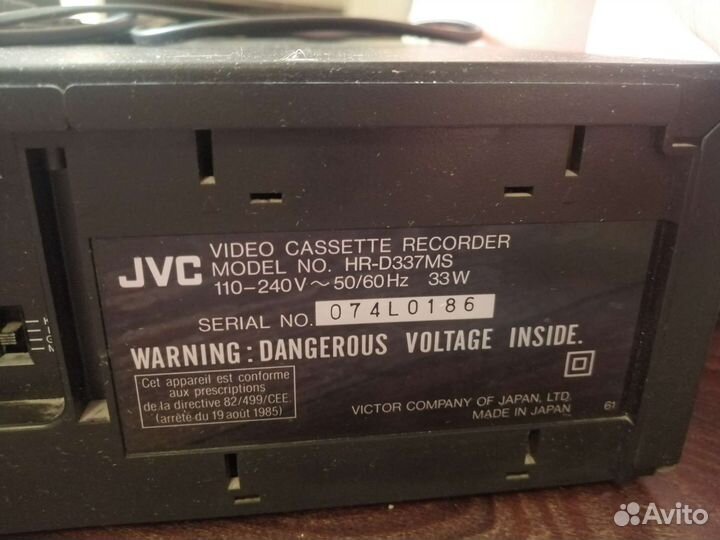 JVC
VIDEO CASSETTE RECORDER
MODEL NO. HR-D337MS
110-240V ~ 50/60Hz 33W
SERIAL NO. 074L0186
WARNING : DANGEROUS VOLTAGE INSIDE.
Cet appareil est conforme
aux prescriptions
de la directive 82/499/CEE.
(arrêté du 19 août 1985)
VICTOR COMPANY OF JAPAN, LTD.
MADE IN JAPAN
61
Avito